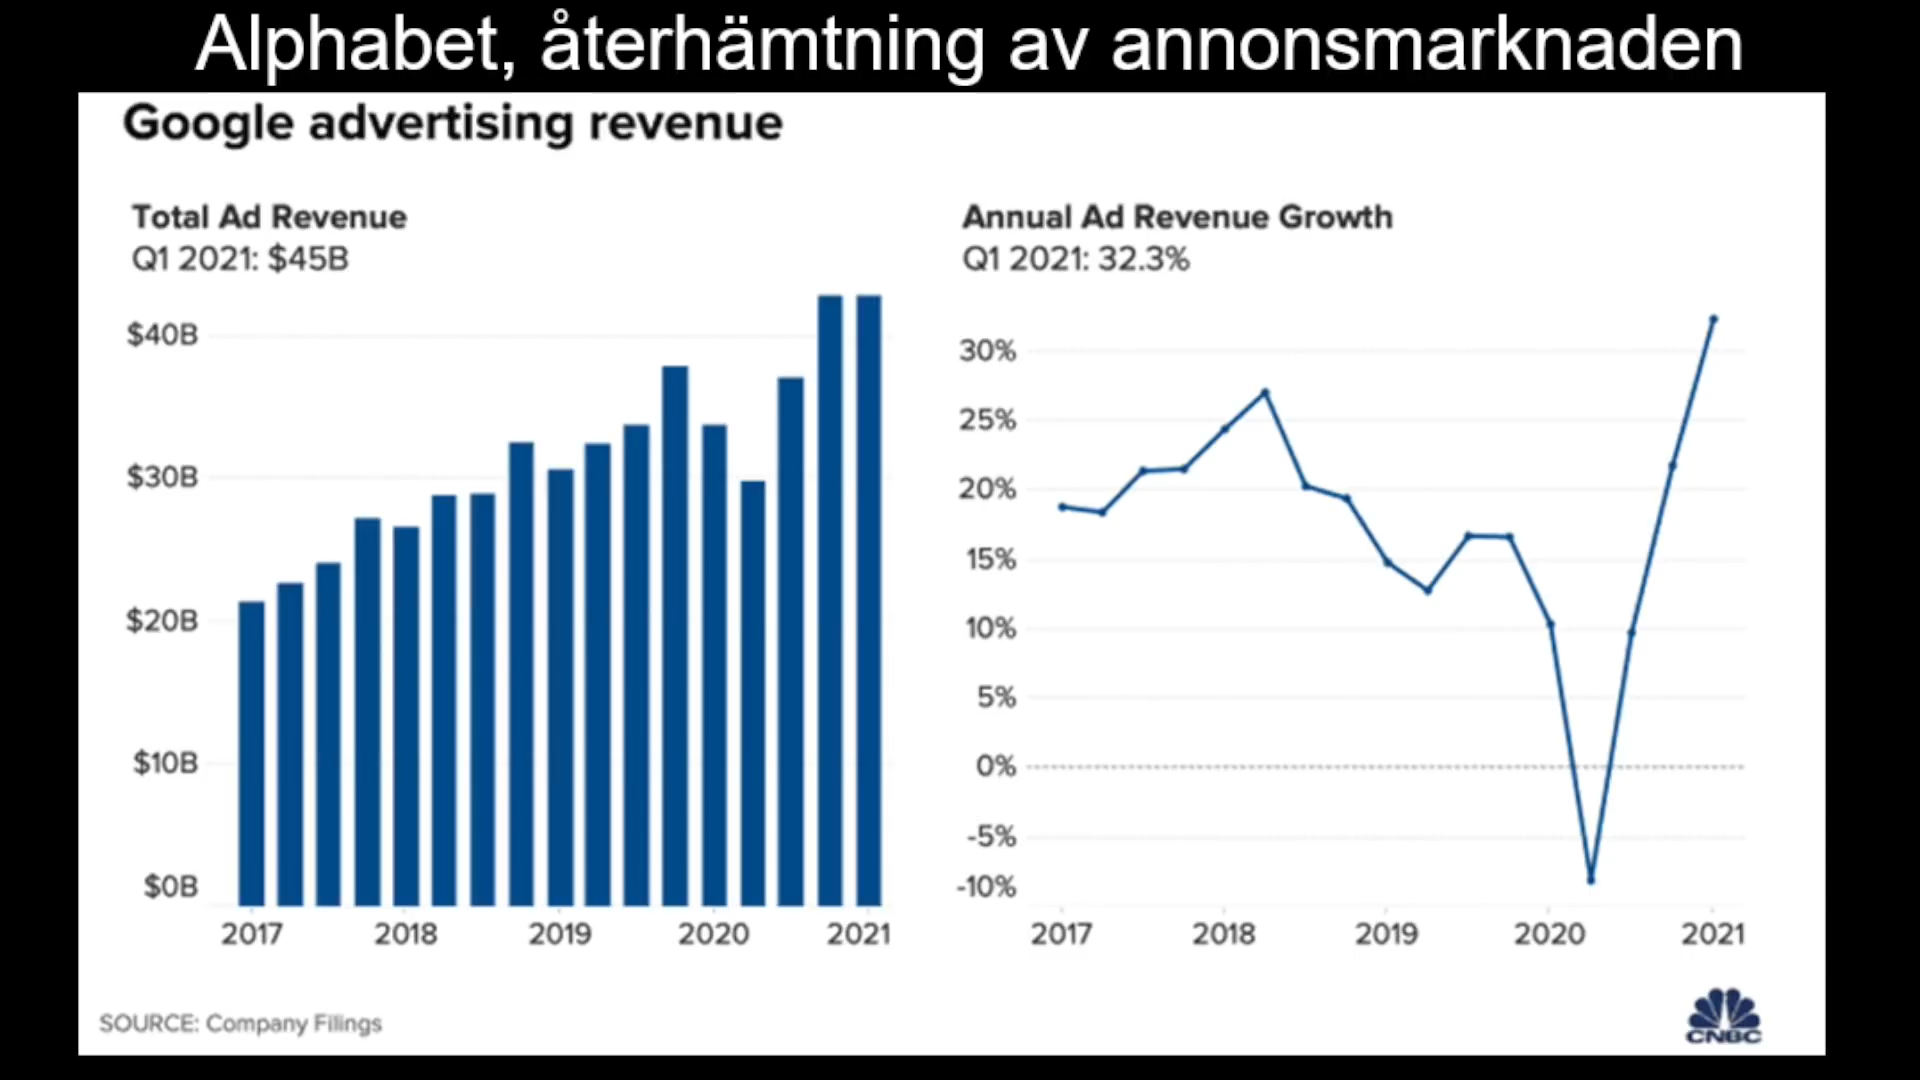 Alphabet, återhämtning av annonsmarknaden
Google advertising revenue
Total Ad Revenue
Q1 2021: $45B
$40B
$30B
$20B
$10B
$0B
2017 2018 2019 2020 2021
Annual Ad Revenue Growth
Q1 2021: 32.3%
30%
25%
20%
15%
10%
5%
0%
-5%
-10%
2017 2018 2019 2020 2021
SOURCE: Company Filings
CNBC